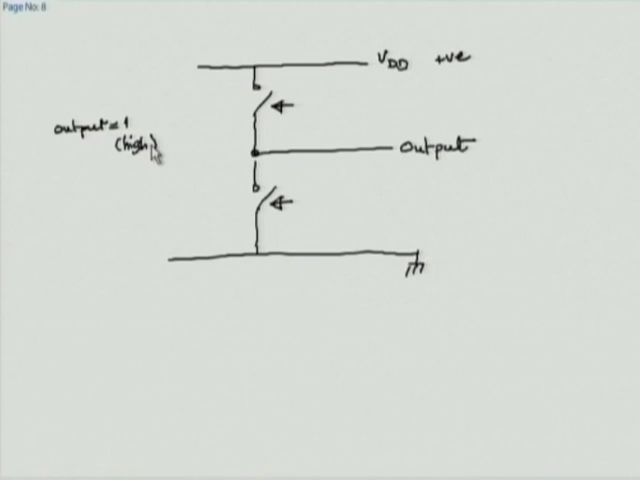 Page No: 8
VDD +ve
output = 1
(high)
Output